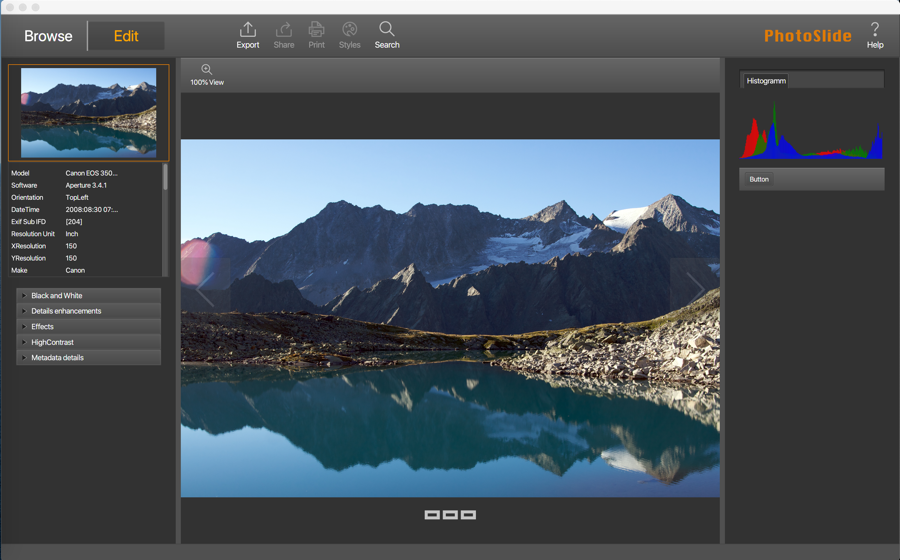 Browse
Edit
Export
Share
Print
Styles
Search
PhotoSlide
?
Help
100% View
Model Canon EOS 350...
Software Aperture 3.4.1
Orientation TopLeft
DateTime 2008:08:30 07:...
Exif Sub IFD [204]
Resolution Unit Inch
XResolution 150
YResolution 150
Make Canon
Black and White
Details enhancements
Effects
HighContrast
Metadata details
Histogramm
Button